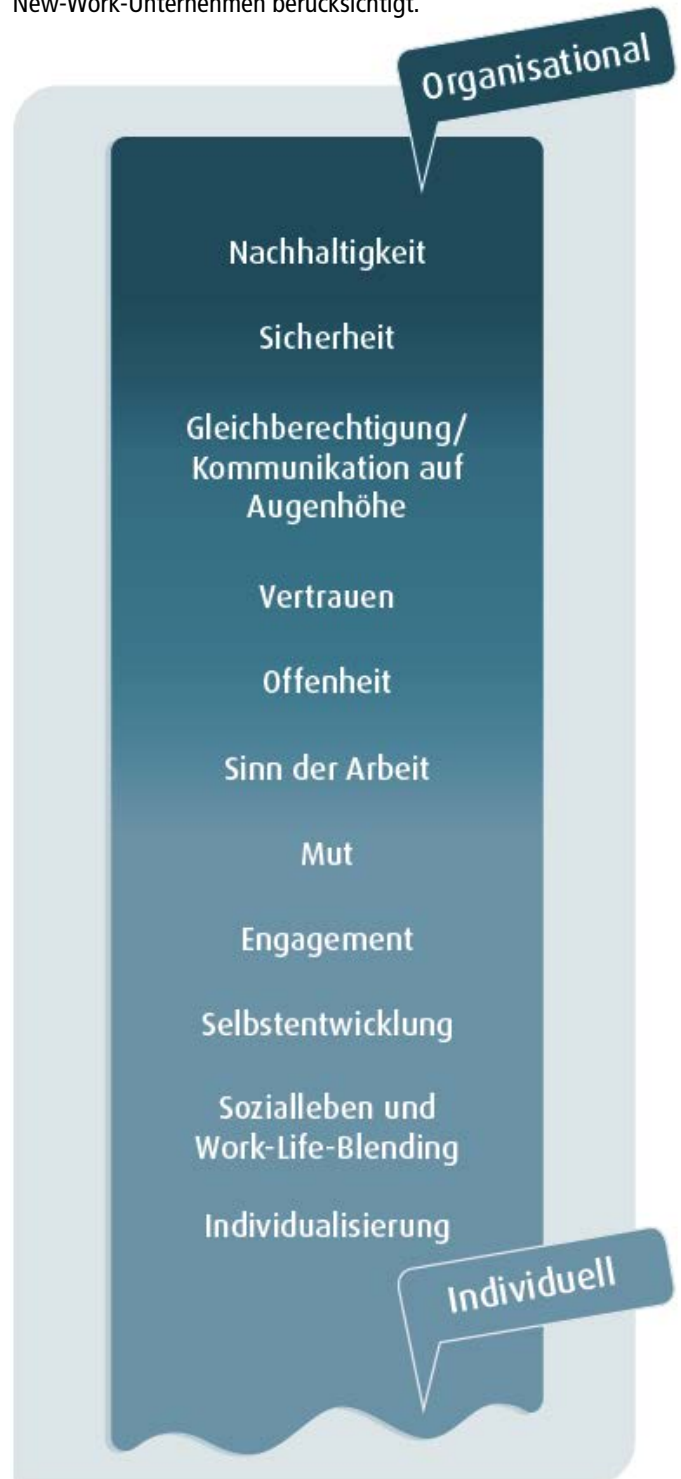 New-Work-Unternehmen berücksichtigt.
Organisational
Nachhaltigkeit
Sicherheit
Gleichberechtigung/
Kommunikation auf
Augenhöhe
Vertrauen
Offenheit
Sinn der Arbeit
Mut
Engagement
Selbstentwicklung
Sozialleben und
Work-Life-Blending
Individualisierung
Individuell